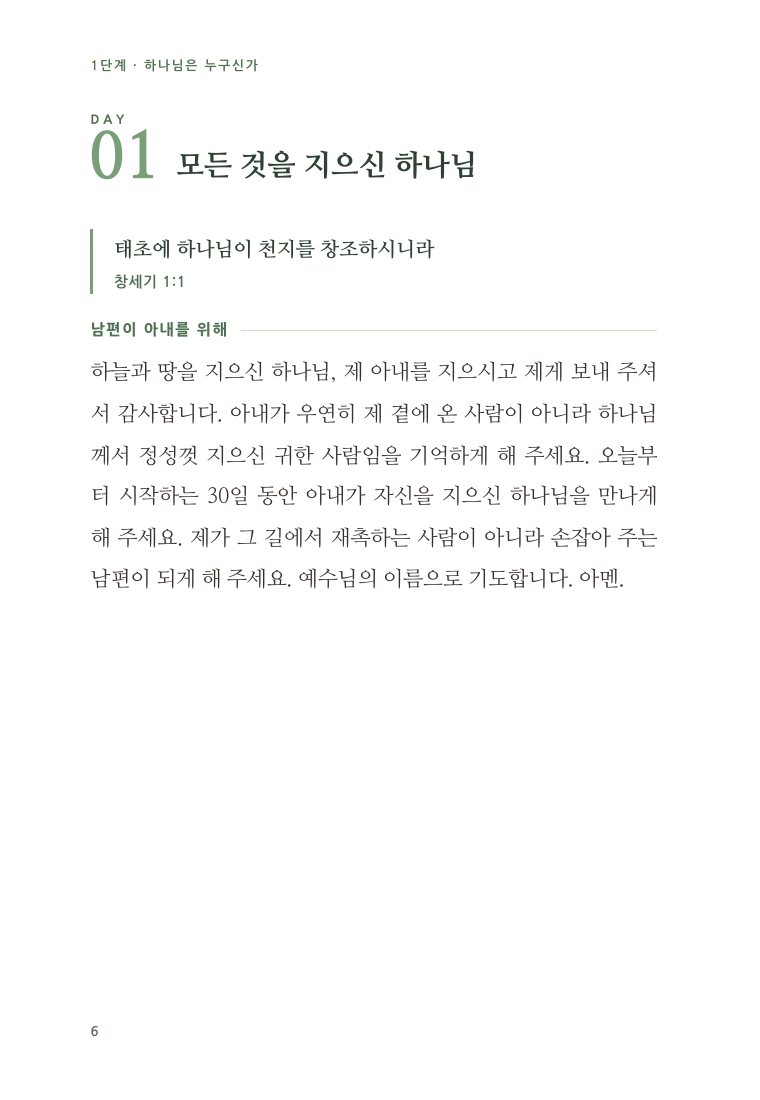 1단계 · 하나님은 누구신가
DAY
01 모든 것을 지으신 하나님
태초에 하나님이 천지를 창조하시니라
창세기 1:1
남편이 아내를 위해
하늘과 땅을 지으신 하나님, 제 아내를 지으시고 제게 보내 주셔
서 감사합니다. 아내가 우연히 제 곁에 온 사람이 아니라 하나님
께서 정성껏 지으신 귀한 사람임을 기억하게 해 주세요. 오늘부
터 시작하는 30일 동안 아내가 자신을 지으신 하나님을 만나게
해 주세요. 제가 그 길에서 재촉하는 사람이 아니라 손잡아 주는
남편이 되게 해 주세요. 예수님의 이름으로 기도합니다. 아멘.
6